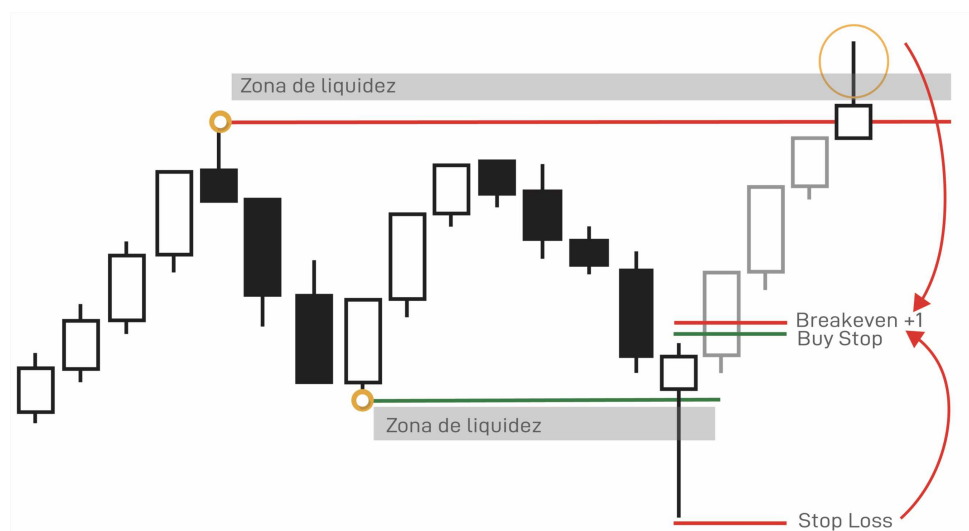 Zona de liquidez
Breakeven +1
Buy Stop
Zona de liquidez
Stop Loss